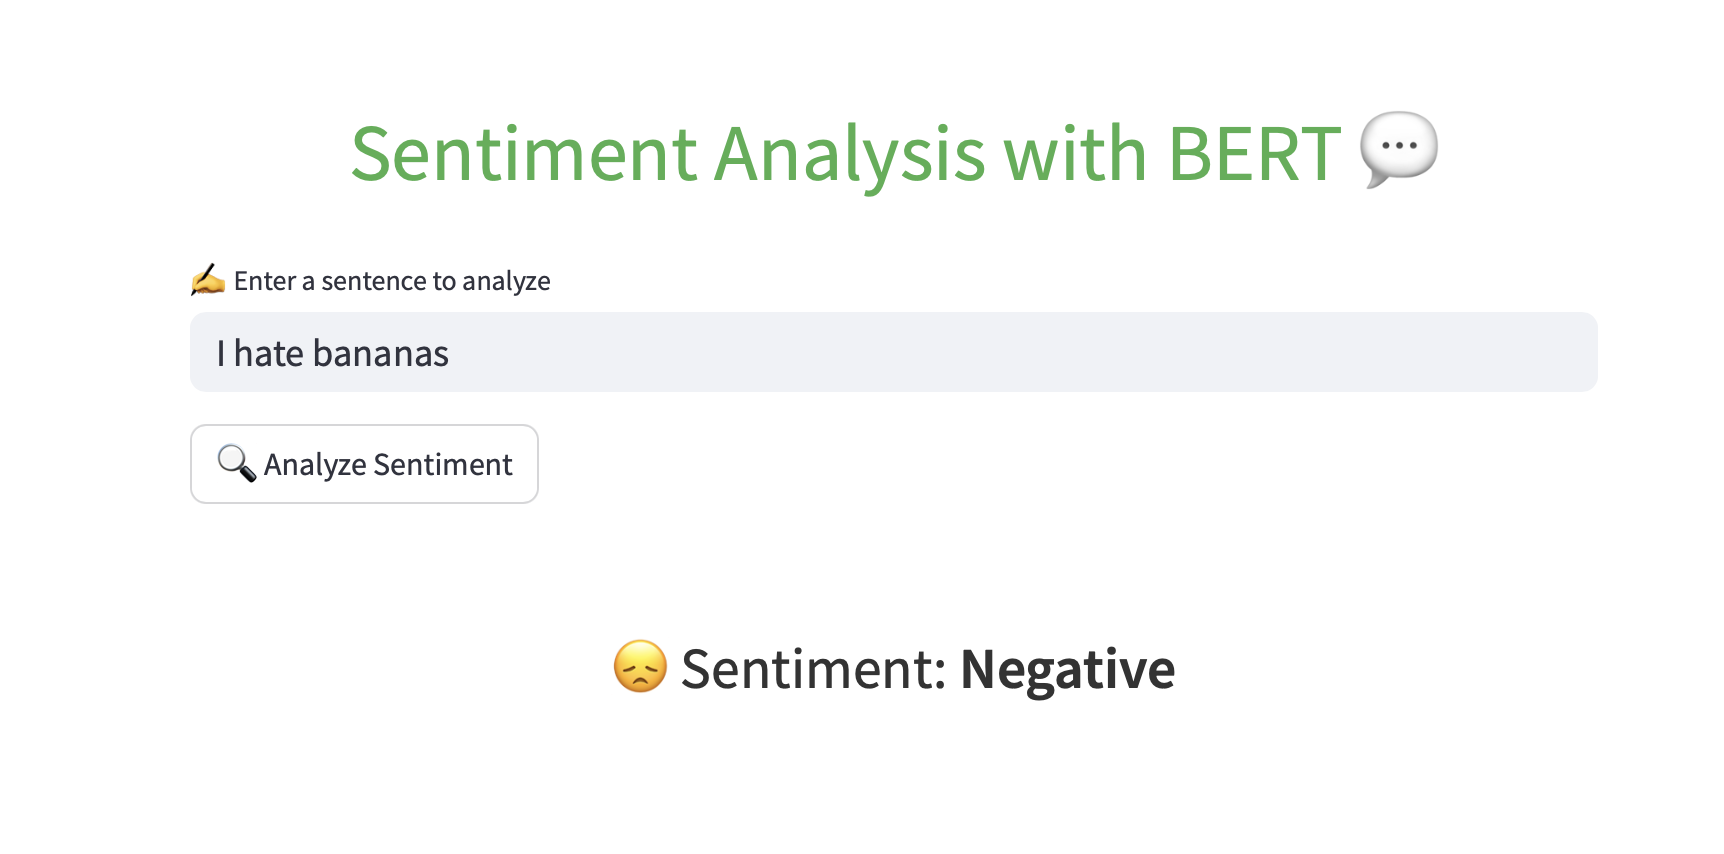 Sentiment Analysis with BERT 💬
✍️ Enter a sentence to analyze
I hate bananas
🔍 Analyze Sentiment
😞 Sentiment: Negative